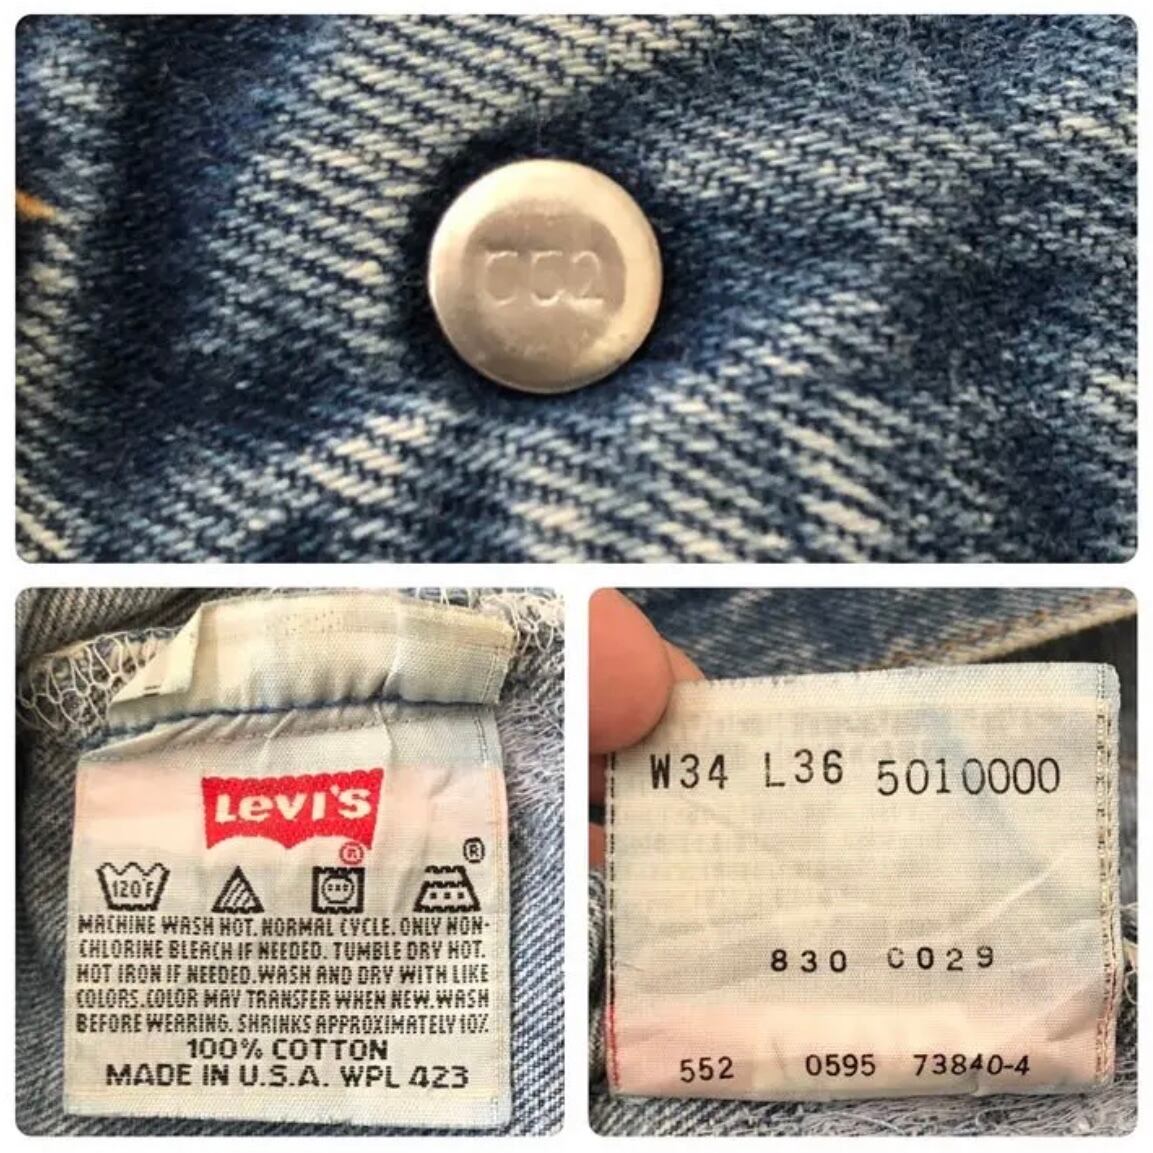 552
LEVI'S
®
®
120F
MACHINE WASH HOT. NORMAL CYCLE. ONLY NON-
CHLORINE BLEACH IF NEEDED. TUMBLE DRY HOT.
HOT IRON IF NEEDED. WASH AND DRY WITH LIKE
COLORS. COLOR MAY TRANSFER WHEN NEW. WASH
BEFORE WEARING. SHRINKS APPROXIMATELY 10%
100% COTTON
MADE IN U.S.A. WPL 423
W34 L36 5010000
830 C029
552 0595 73840-4